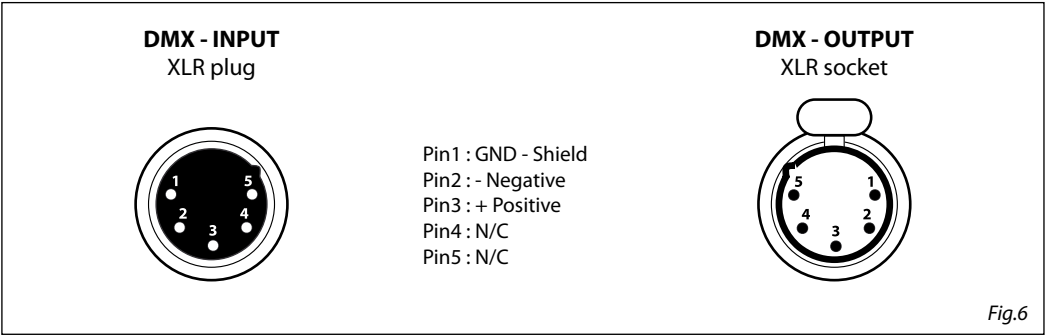 DMX - INPUT
XLR plug
1
5
2
4
3
Pin1 : GND - Shield
Pin2 : - Negative
Pin3 : + Positive
Pin4 : N/C
Pin5 : N/C
DMX - OUTPUT
XLR socket
5
1
4
2
3
Fig.6